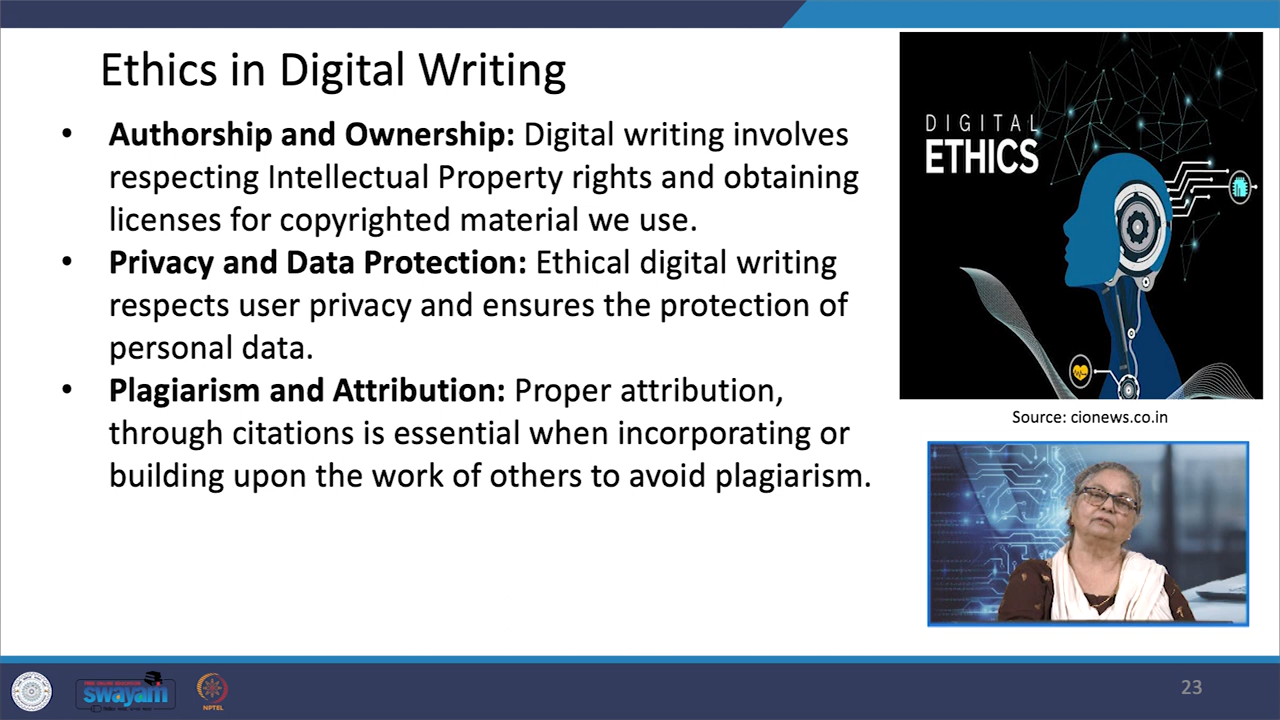 Ethics in Digital Writing
• Authorship and Ownership: Digital writing involves
respecting Intellectual Property rights and obtaining
licenses for copyrighted material we use.
• Privacy and Data Protection: Ethical digital writing
respects user privacy and ensures the protection of
personal data.
• Plagiarism and Attribution: Proper attribution,
through citations is essential when incorporating or
building upon the work of others to avoid plagiarism.
DIGITAL
ETHICS
Source: cionews.co.in
FREE ONLINE EDUCATION
swayam
NPTEL
23